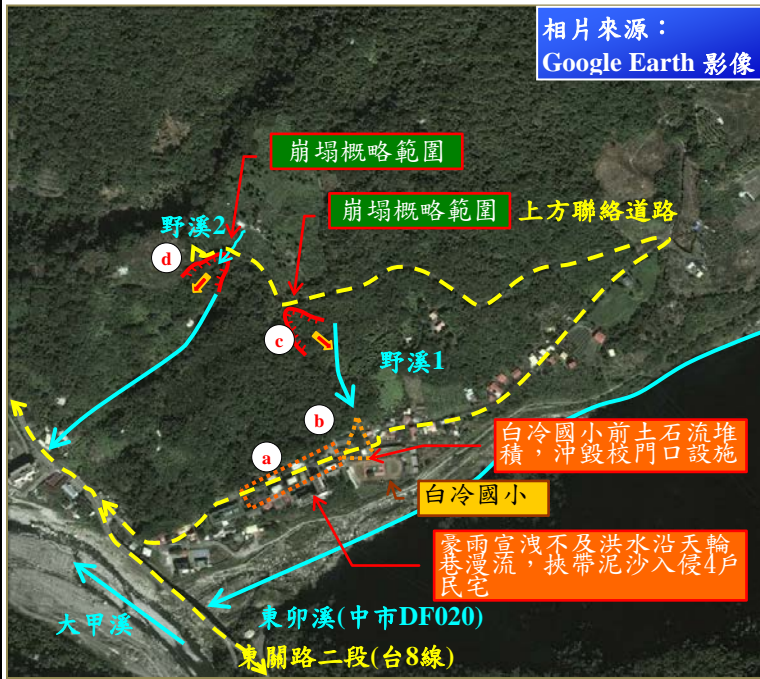 相片來源：
Google Earth 影像
崩塌概略範圍
崩塌概略範圍
上方聯絡道路
野溪2
d
c
野溪1
b
a
白冷國小前土石流堆
積，沖毀校門口設施
白冷國小
豪雨宣洩不及洪水沿天輪
巷漫流，挾帶泥沙入侵4戶
民宅
東卯溪(中市DF020)
大甲溪
東關路二段(台8線)